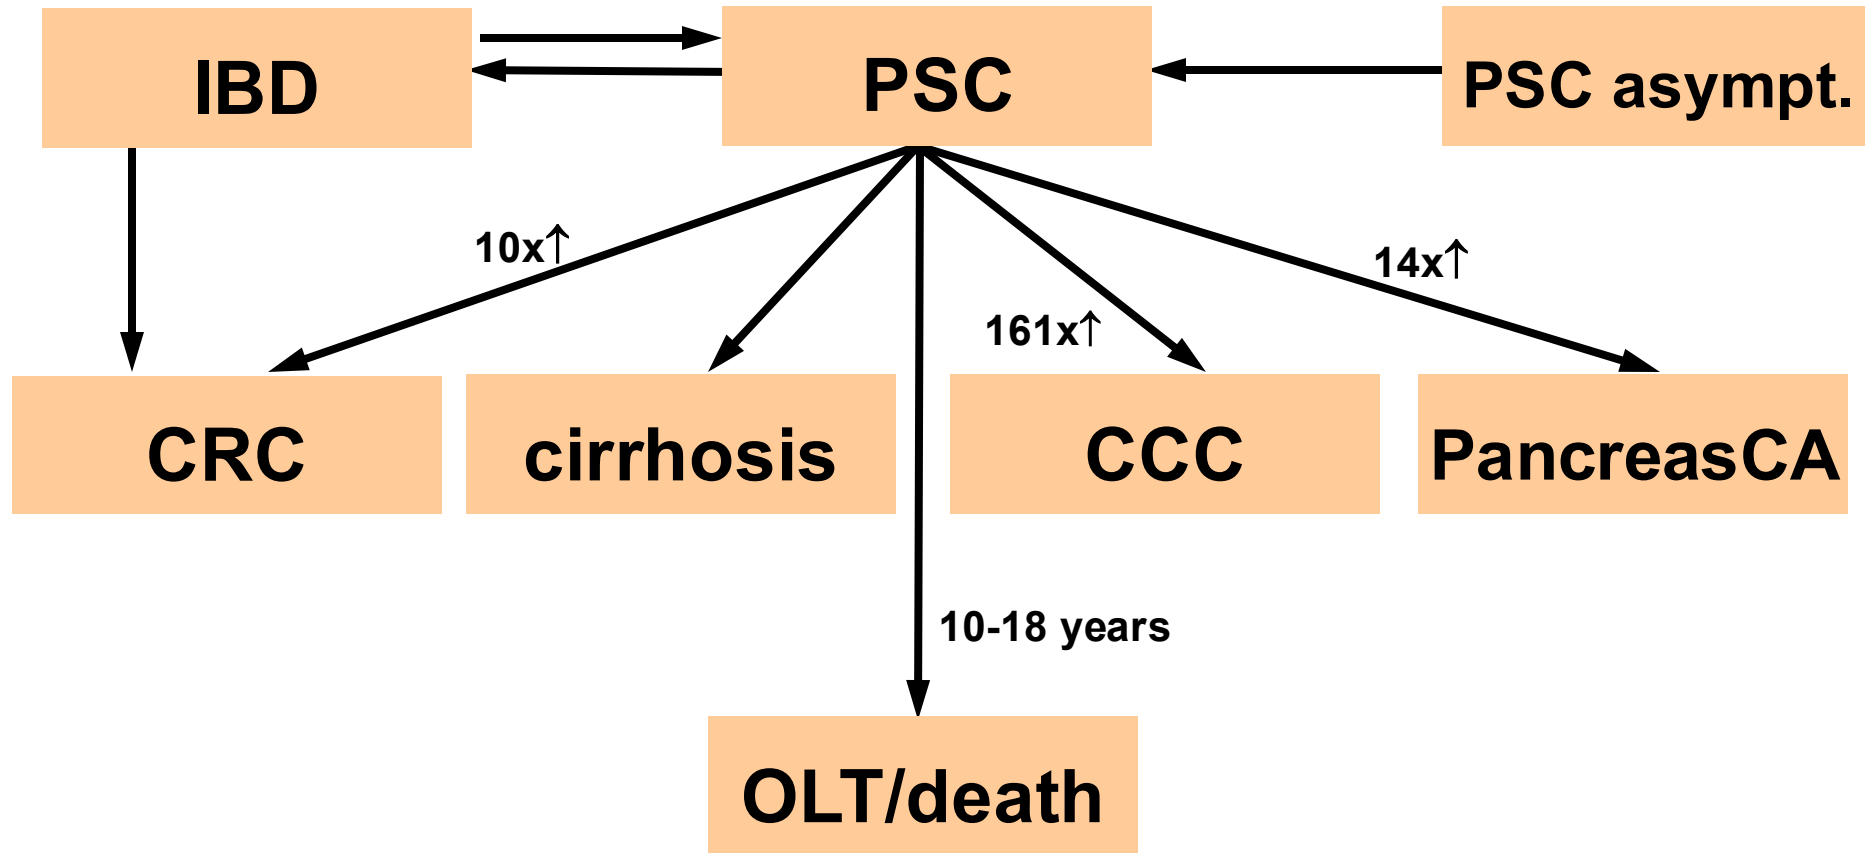 IBD
PSC
PSC asympt.
10x↑
14x↑
161x↑
CRC
cirrhosis
CCC
PancreasCA
10-18 years
OLT/death